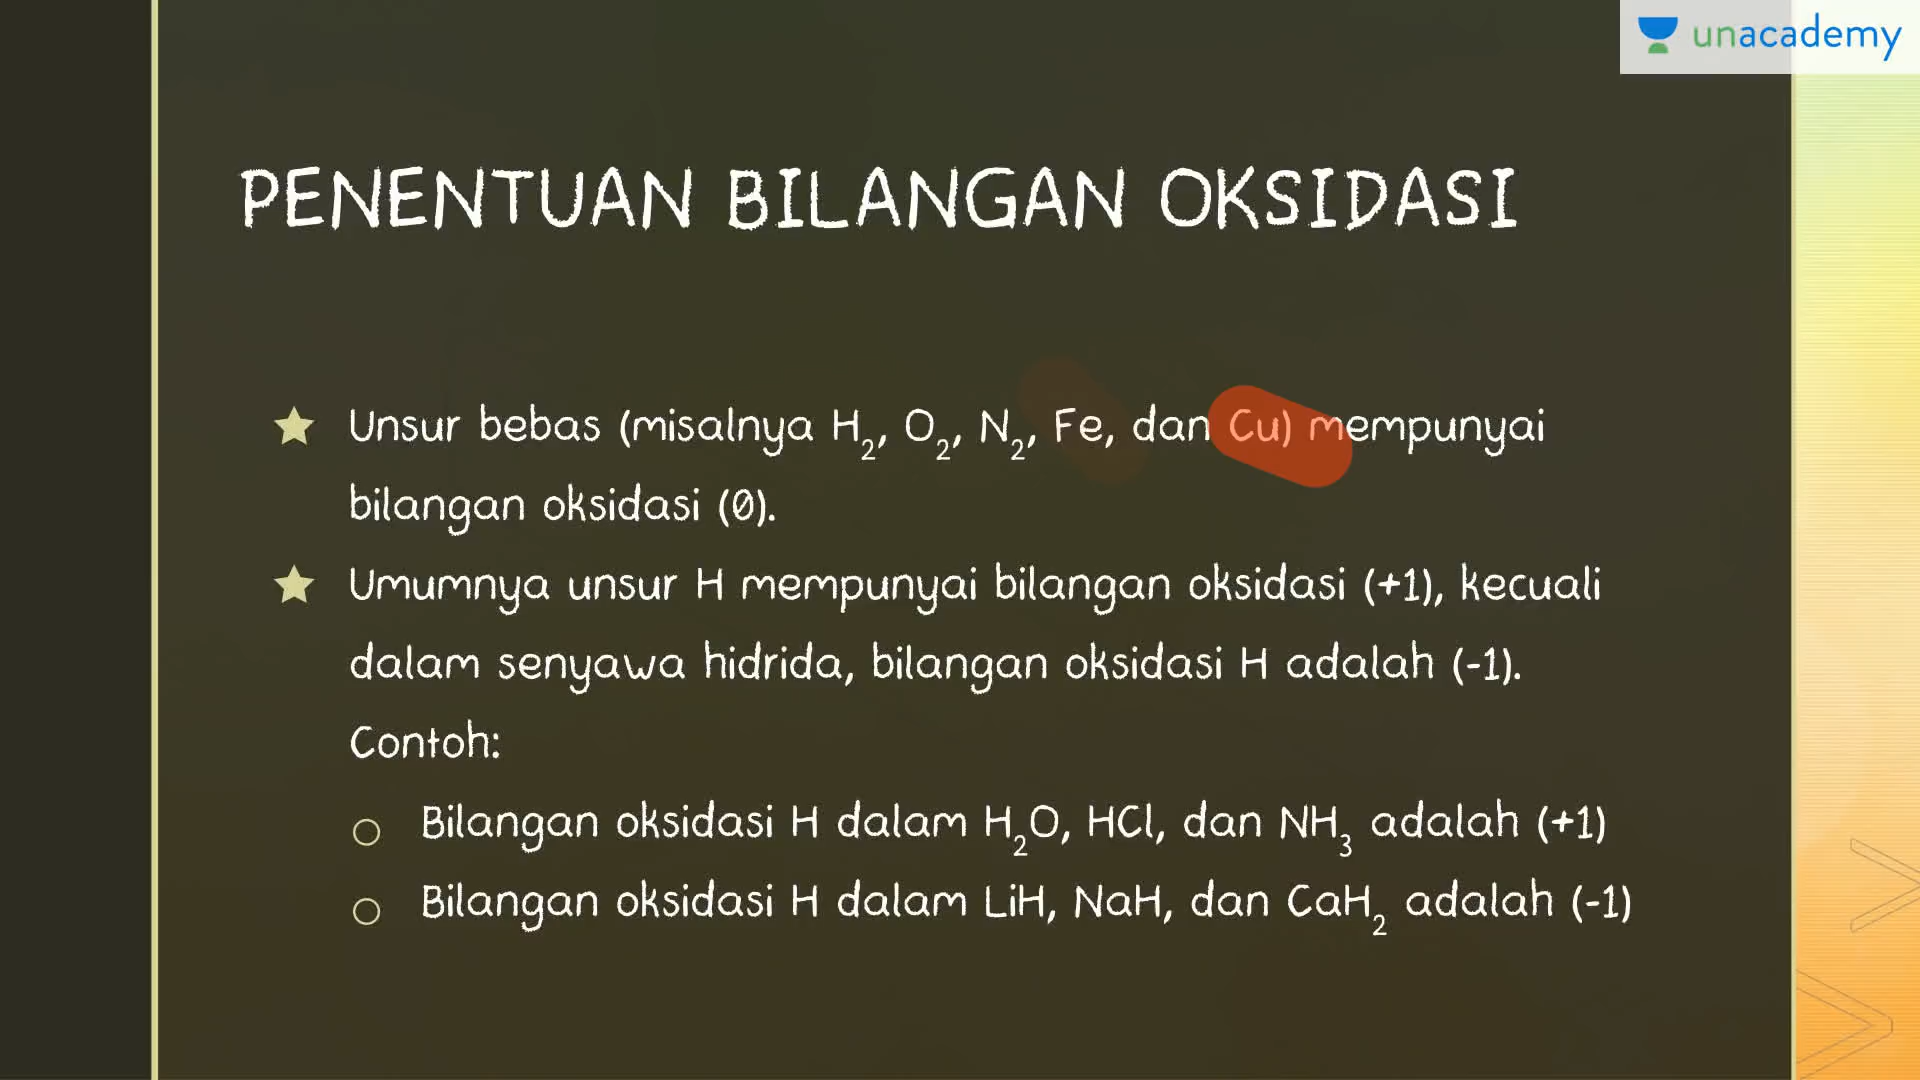 unacademy
PENENTUAN BILANGAN OKSIDASI
Unsur bebas (misalnya H₂, O₂, N₂, Fe, dan Cu) mempunyai
bilangan oksidasi (0).
Umumnya unsur H mempunyai bilangan oksidasi (+1), kecuali
dalam senyawa hidrida, bilangan oksidasi H adalah (-1).
Contoh:
Bilangan oksidasi H dalam H₂O, HCl, dan NH₃ adalah (+1)
Bilangan oksidasi H dalam LiH, NaH, dan CaH₂ adalah (-1)